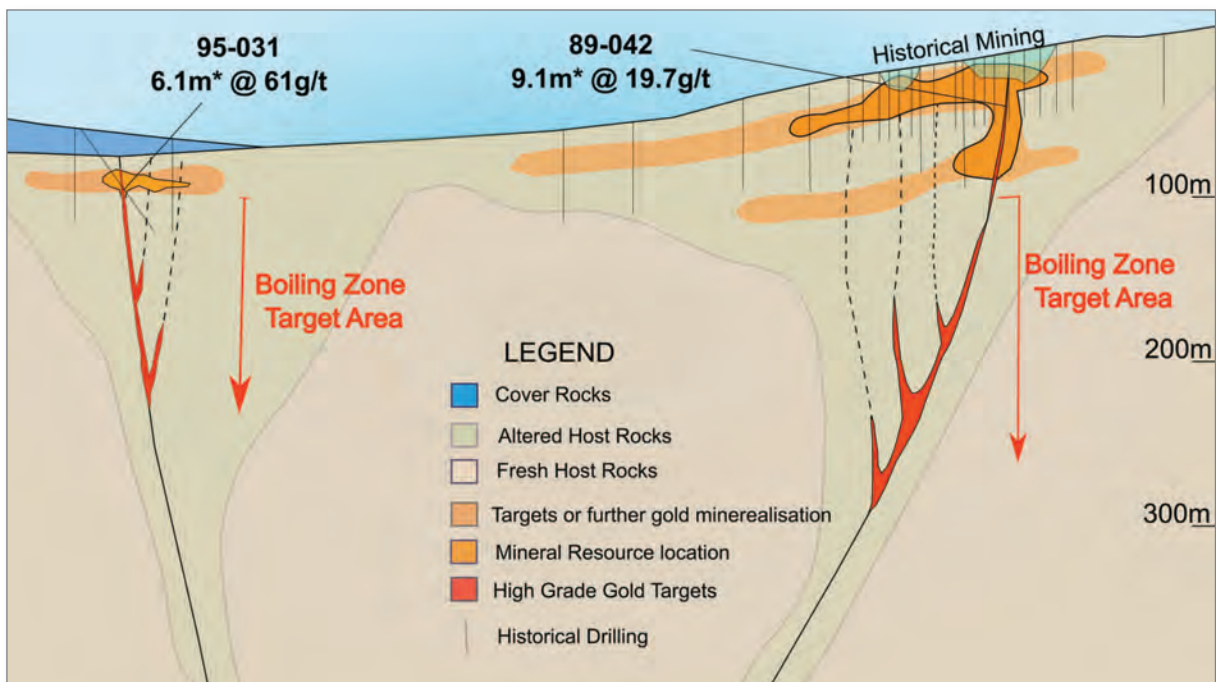 95-031
6.1m* @ 61g/t
89-042
9.1m* @ 19.7g/t
Historical Mining
100m
Boiling Zone
Target Area
Boiling Zone
Target Area
200m
300m
LEGEND
Cover Rocks
Altered Host Rocks
Fresh Host Rocks
Targets or further gold minerealisation
Mineral Resource location
High Grade Gold Targets
Historical Drilling